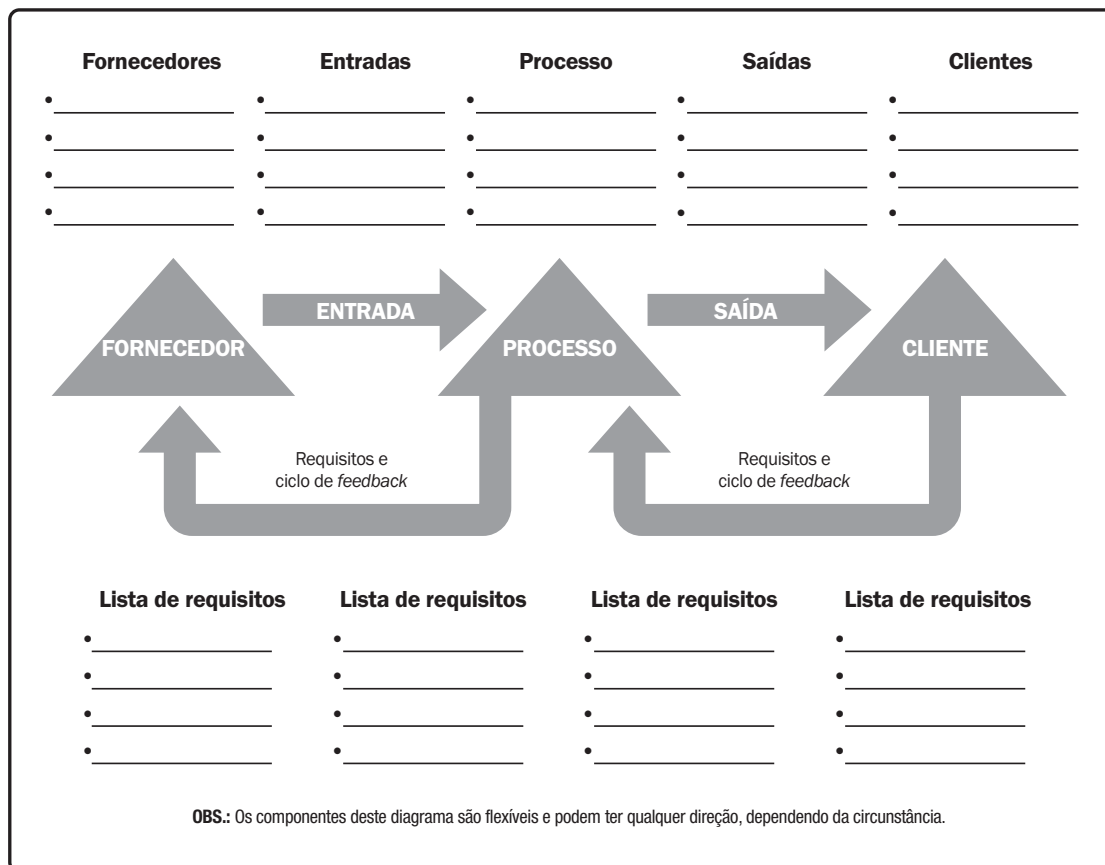 Fornecedores
Entradas
Processo
Saídas
Clientes
FORNECEDOR
ENTRADA
PROCESSO
SAÍDA
CLIENTE
Requisitos e
ciclo de feedback
Requisitos e
ciclo de feedback
Lista de requisitos
Lista de requisitos
Lista de requisitos
Lista de requisitos
OBS.: Os componentes deste diagrama são flexíveis e podem ter qualquer direção, dependendo da circunstância.